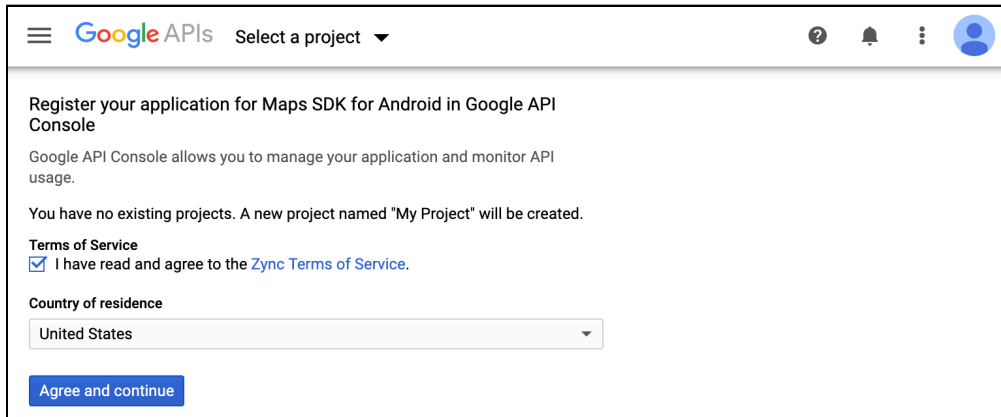 Google APIs Select a project
Register your application for Maps SDK for Android in Google API
Console
Google API Console allows you to manage your application and monitor API
usage.
You have no existing projects. A new project named "My Project" will be created.
Terms of Service
I have read and agree to the Zync Terms of Service.
Country of residence
United States
Agree and continue